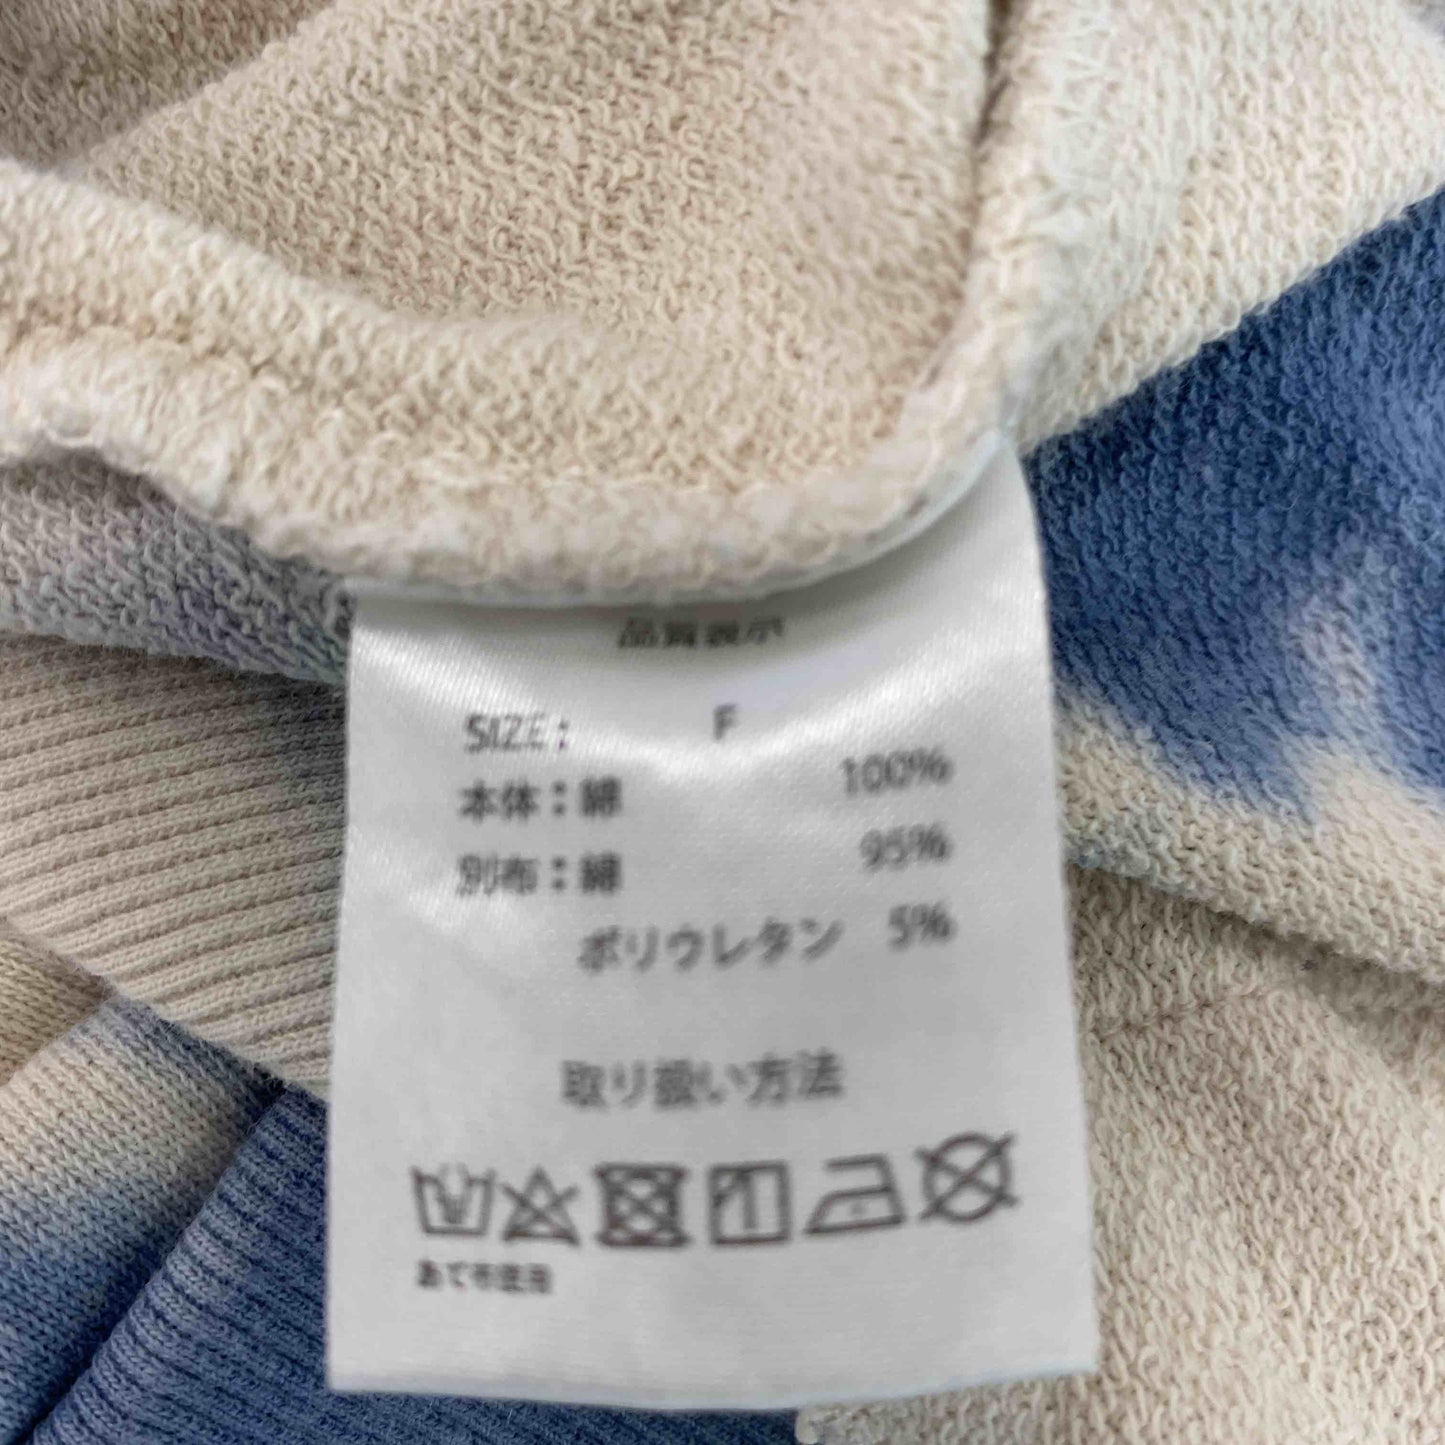 品質表示
SIZE: F
本体：綿 100%
別布：綿 95%
ポリウレタン 5%
取り扱い方法
あて布使用